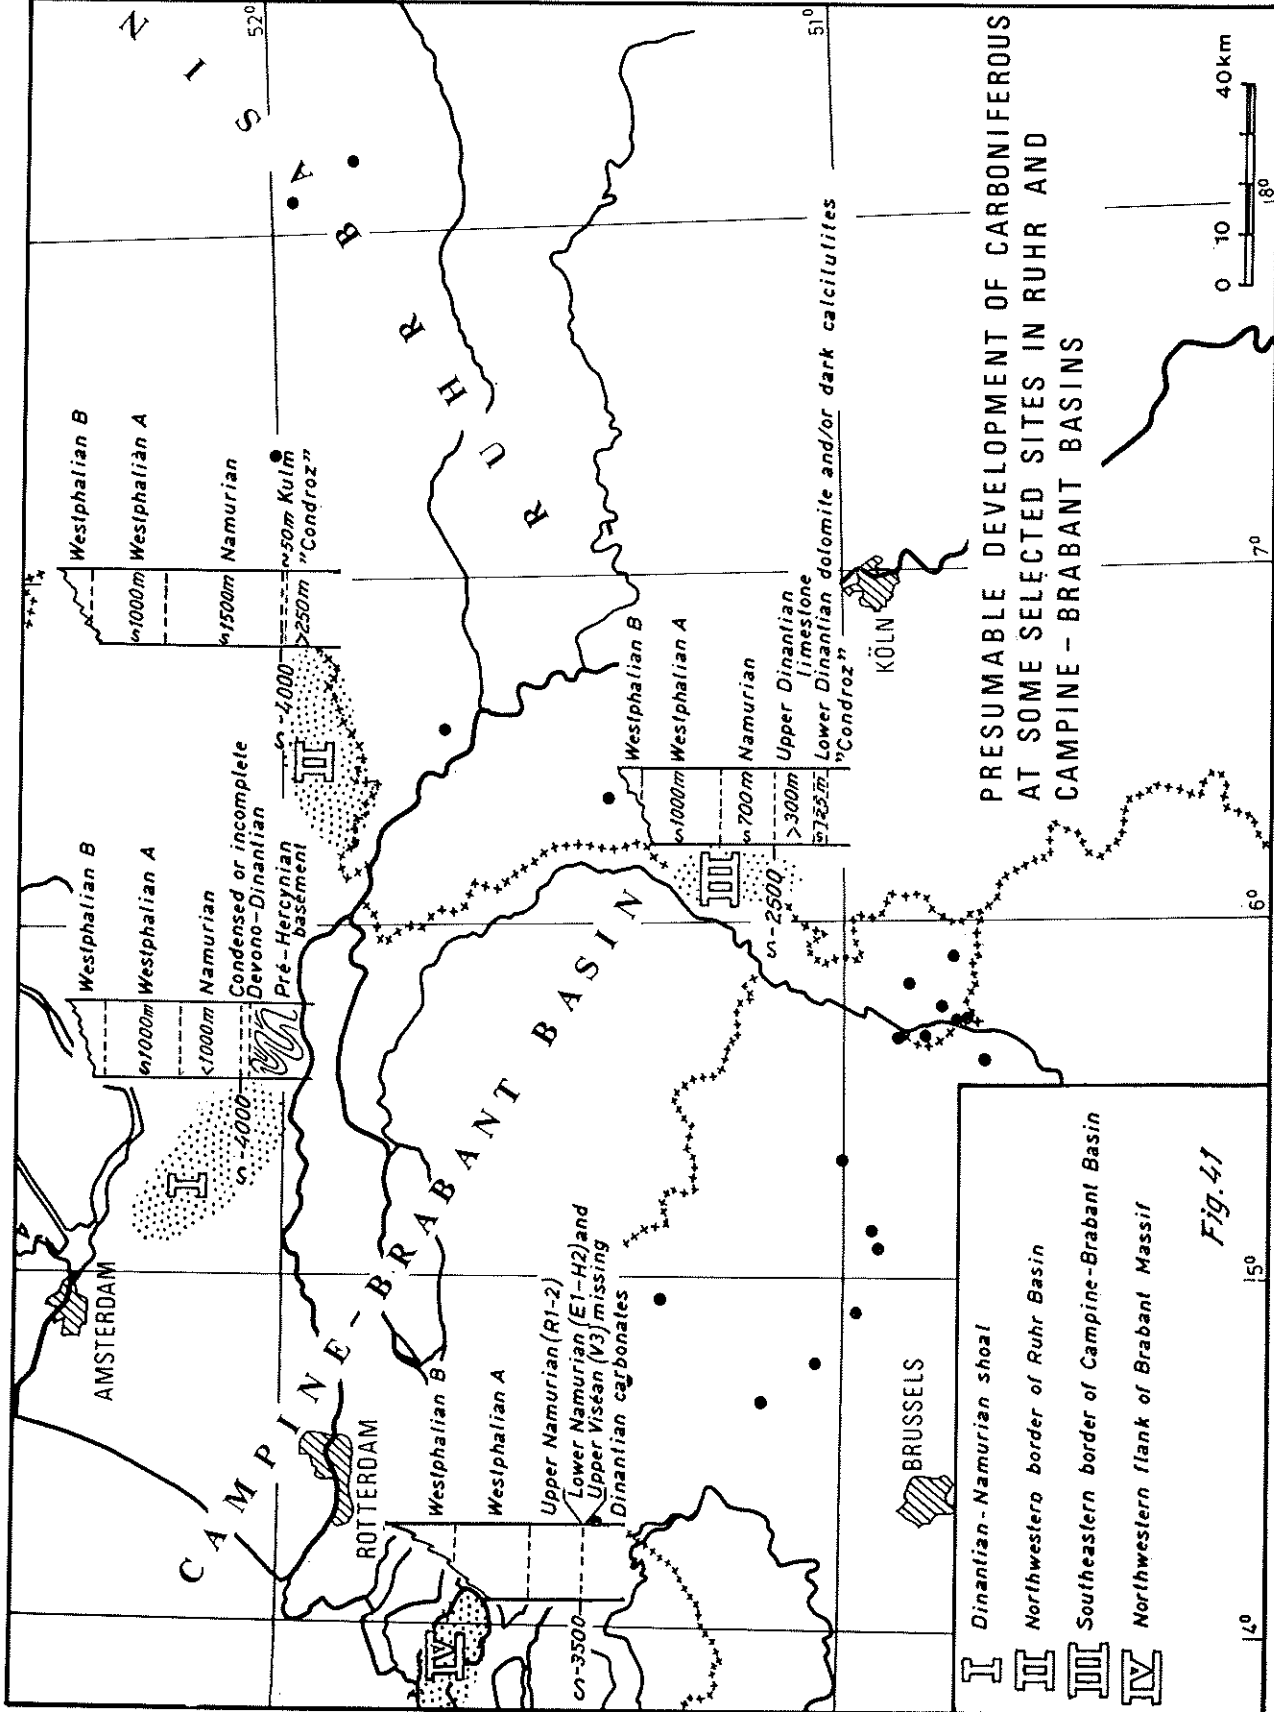 52°
51°
CAMPINE-BRABANT BASIN
RUHR BASIN
AMSTERDAM
ROTTERDAM
BRUSSELS
KÖLN
Westphalian B
∽1000m Westphalian A
<1000m Namurian
Condensed or incomplete
Devono-Dinantian
Pré-Hercynian
basement
∽-4000
I
Westphalian B
∽1000m Westphalian A
∽1500m Namurian
~50m Kulm
>250m "Condroz"
∽-4000
II
Westphalian B
∽1000m Westphalian A
∽700m Namurian
>300m Upper Dinantian
limestone
∽125m Lower Dinantian dolomite and/or dark calcilutites
"Condroz"
∽-2500
III
Westphalian B
Westphalian A
Upper Namurian (R1-2)
Lower Namurian (E1-H2) and
Upper Viséan (V3) missing
Dinantian carbonates
∽-3500
IV
PRESUMABLE DEVELOPMENT OF CARBONIFEROUS
AT SOME SELECTED SITES IN RUHR AND
CAMPINE-BRABANT BASINS
0 10 40km
I Dinantian-Namurian shoal
II Northwestern border of Ruhr Basin
III Southeastern border of Campine-Brabant Basin
IV Northwestern flank of Brabant Massif
Fig. 41
4°
5°
6°
7°
8°